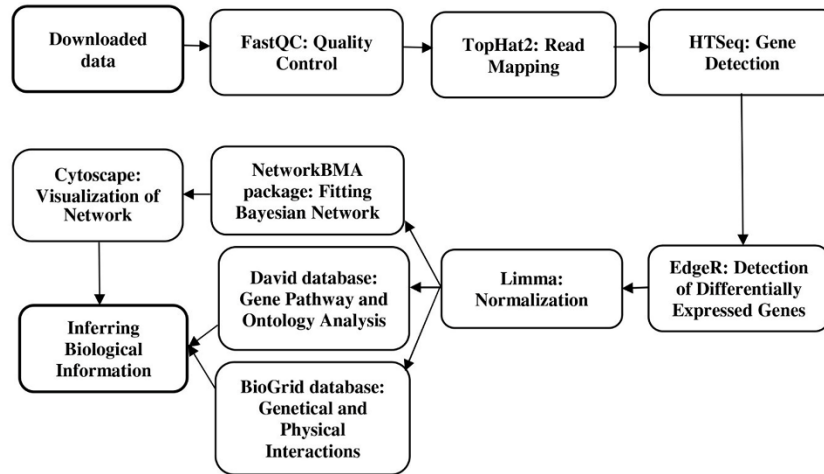 Downloaded
data
FastQC: Quality
Control
TopHat2: Read
Mapping
HTSeq: Gene
Detection
EdgeR: Detection
of Differentially
Expressed Genes
Limma:
Normalization
NetworkBMA
package: Fitting
Bayesian Network
Cytoscape:
Visualization of
Network
David database:
Gene Pathway and
Ontology Analysis
BioGrid database:
Genetical and
Physical
Interactions
Inferring
Biological
Information